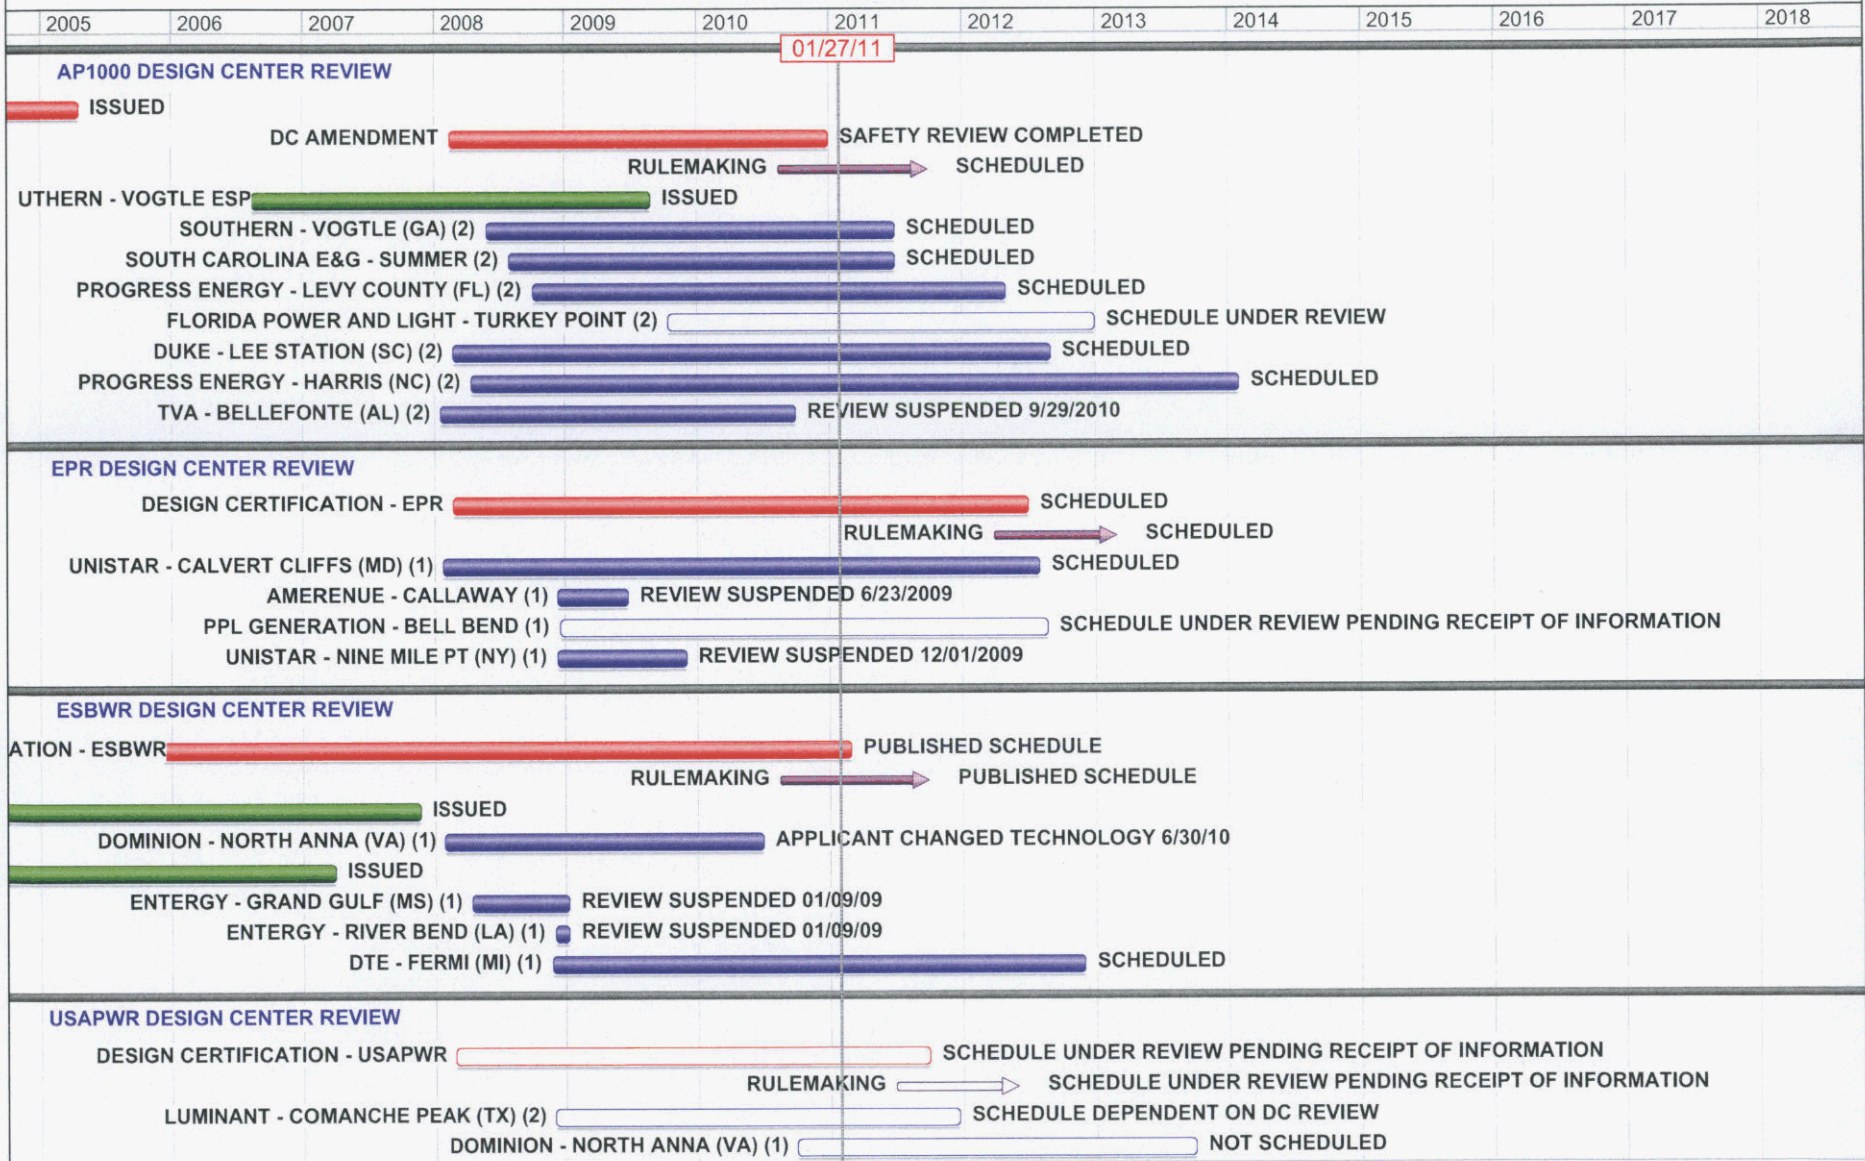 2005 2006 2007 2008 2009 2010 2011 2012 2013 2014 2015 2016 2017 2018
01/27/11
AP1000 DESIGN CENTER REVIEW
ISSUED
DC AMENDMENT SAFETY REVIEW COMPLETED
RULEMAKING SCHEDULED
UTHERN - VOGTLE ESP ISSUED
SOUTHERN - VOGTLE (GA) (2) SCHEDULED
SOUTH CAROLINA E&G - SUMMER (2) SCHEDULED
PROGRESS ENERGY - LEVY COUNTY (FL) (2) SCHEDULED
FLORIDA POWER AND LIGHT - TURKEY POINT (2) SCHEDULE UNDER REVIEW
DUKE - LEE STATION (SC) (2) SCHEDULED
PROGRESS ENERGY - HARRIS (NC) (2) SCHEDULED
TVA - BELLEFONTE (AL) (2) REVIEW SUSPENDED 9/29/2010
EPR DESIGN CENTER REVIEW
DESIGN CERTIFICATION - EPR SCHEDULED
RULEMAKING SCHEDULED
UNISTAR - CALVERT CLIFFS (MD) (1) SCHEDULED
AMERENUE - CALLAWAY (1) REVIEW SUSPENDED 6/23/2009
PPL GENERATION - BELL BEND (1) SCHEDULE UNDER REVIEW PENDING RECEIPT OF INFORMATION
UNISTAR - NINE MILE PT (NY) (1) REVIEW SUSPENDED 12/01/2009
ESBWR DESIGN CENTER REVIEW
ATION - ESBWR PUBLISHED SCHEDULE
RULEMAKING PUBLISHED SCHEDULE
ISSUED
DOMINION - NORTH ANNA (VA) (1) APPLICANT CHANGED TECHNOLOGY 6/30/10
ISSUED
ENTERGY - GRAND GULF (MS) (1) REVIEW SUSPENDED 01/09/09
ENTERGY - RIVER BEND (LA) (1) REVIEW SUSPENDED 01/09/09
DTE - FERMI (MI) (1) SCHEDULED
USAPWR DESIGN CENTER REVIEW
DESIGN CERTIFICATION - USAPWR SCHEDULE UNDER REVIEW PENDING RECEIPT OF INFORMATION
RULEMAKING SCHEDULE UNDER REVIEW PENDING RECEIPT OF INFORMATION
LUMINANT - COMANCHE PEAK (TX) (2) SCHEDULE DEPENDENT ON DC REVIEW
DOMINION - NORTH ANNA (VA) (1) NOT SCHEDULED